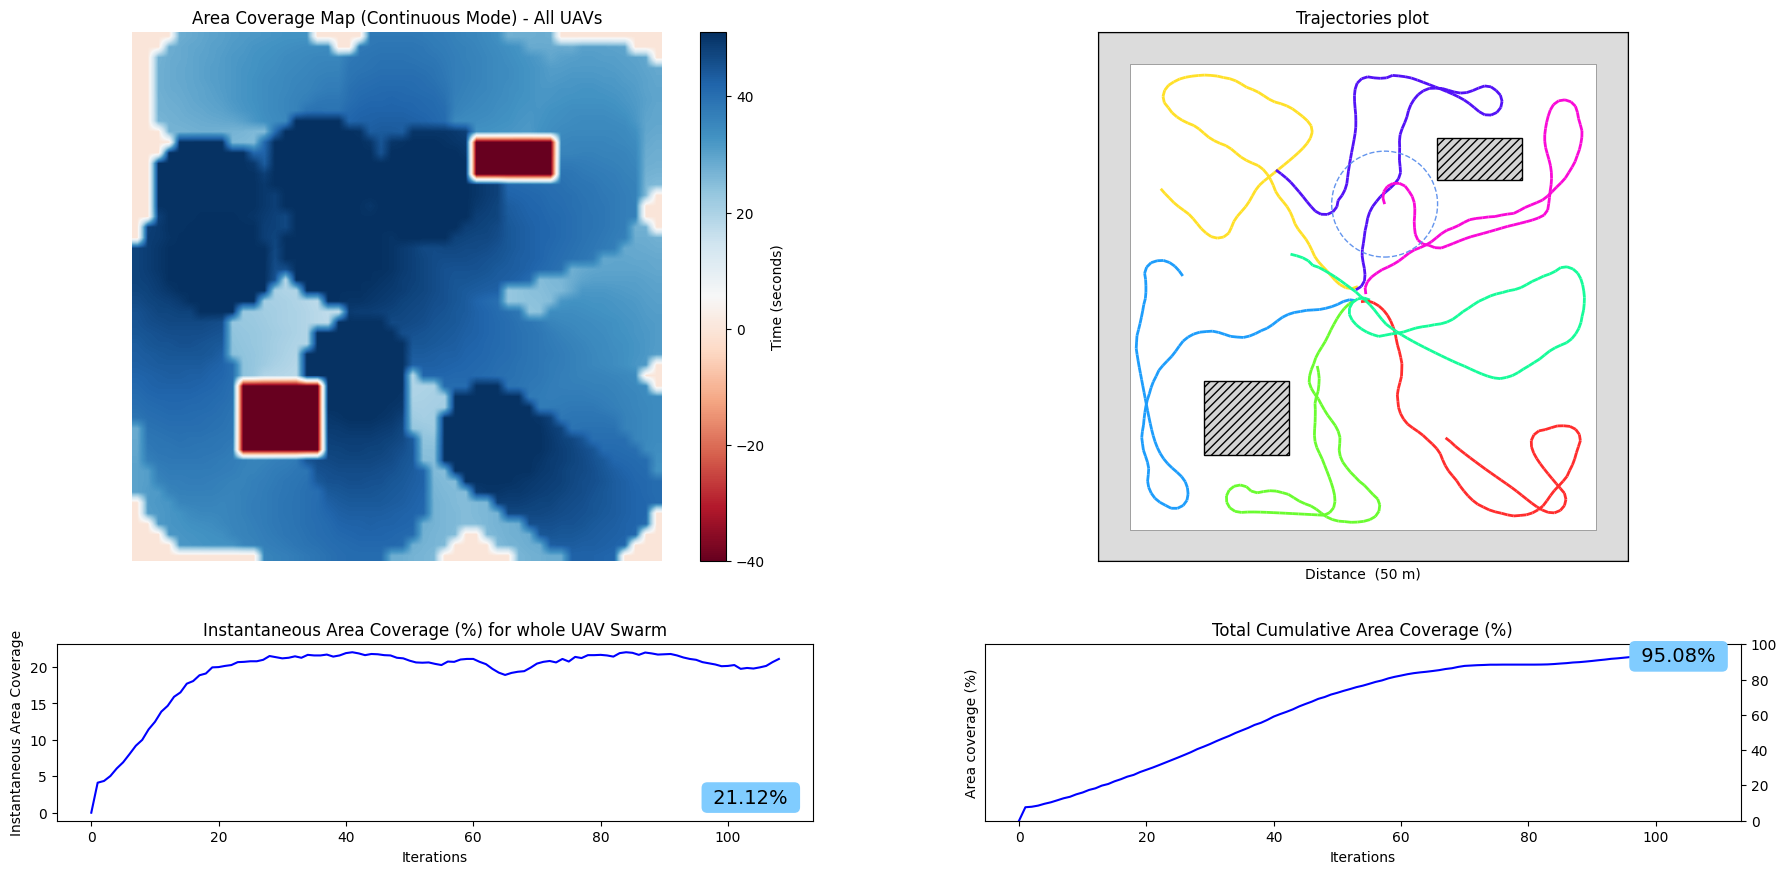 Area Coverage Map (Continuous Mode) - All UAVs
40
20
0
−20
−40
Time (seconds)
Trajectories plot
Distance  (50 m)
Instantaneous Area Coverage (%) for whole UAV Swarm
Instantaneous Area Coverage
20
15
10
5
0
21.12%
0 20 40 60 80 100
Iterations
Total Cumulative Area Coverage (%)
Area coverage (%)
95.08%
100
80
60
40
20
0
0 20 40 60 80 100
Iterations